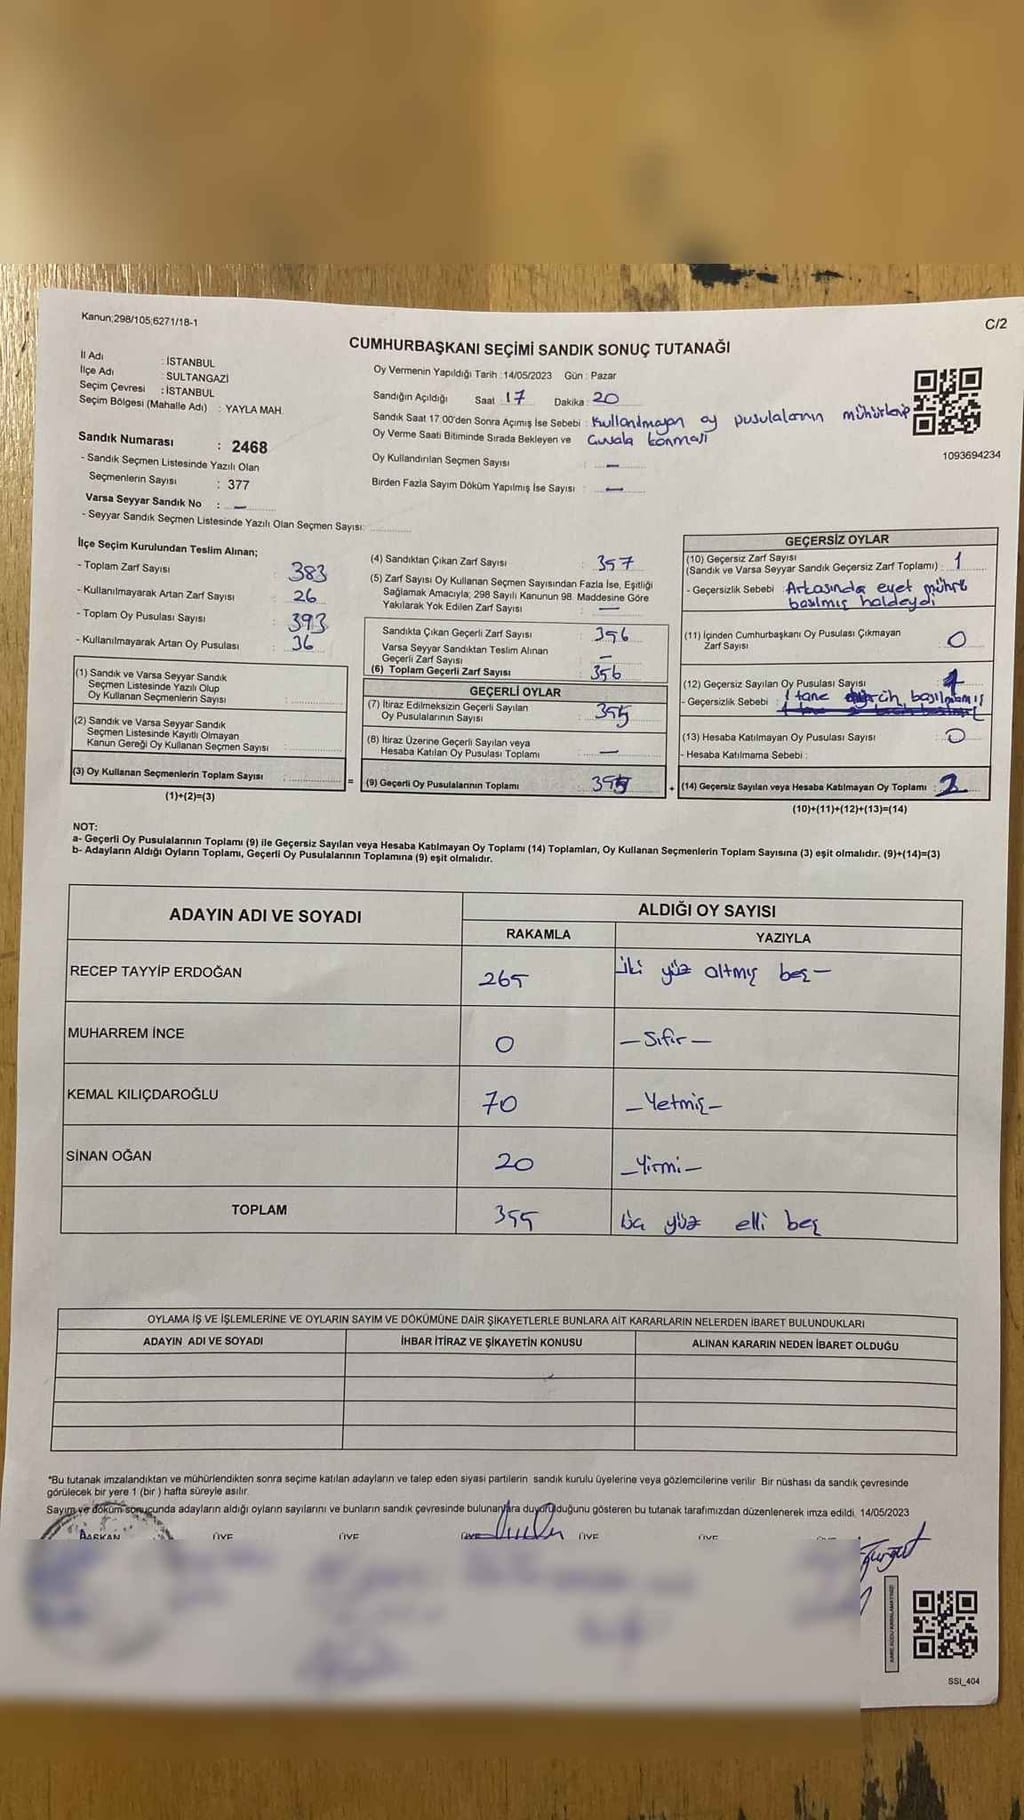 Kanun;298/105;6271/18-1
C/2
CUMHURBAŞKANI SEÇİMİ SANDIK SONUÇ TUTANAĞI
İl Adı : İSTANBUL
İlçe Adı : SULTANGAZİ
Seçim Çevresi : İSTANBUL
Seçim Bölgesi (Mahalle Adı) : YAYLA MAH.
Oy Vermenin Yapıldığı Tarih :14/05/2023 Gün : Pazar
Sandığın Açıldığı Saat 17 Dakika 20
Sandık Saat 17:00'den Sonra Açımış İse Sebebi : Kullanılmayan oy pusulalarının mühürlenip
Oy Verme Saati Bitiminde Sırada Bekleyen ve çuvala konması
Oy Kullandırılan Seçmen Sayısı : —
Birden Fazla Sayım Döküm Yapılmış İse Sayısı : —
1093694234
Sandık Numarası : 2468
- Sandık Seçmen Listesinde Yazılı Olan
Seçmenlerin Sayısı : 377
Varsa Seyyar Sandık No : —
- Seyyar Sandık Seçmen Listesinde Yazılı Olan Seçmen Sayısı:
İlçe Seçim Kurulundan Teslim Alınan;
- Toplam Zarf Sayısı : 383
- Kullanılmayarak Artan Zarf Sayısı : 26
- Toplam Oy Pusulası Sayısı : 393
- Kullanılmayarak Artan Oy Pusulası : 36
(1) Sandık ve Varsa Seyyar Sandık
Seçmen Listesinde Yazılı Olup
Oy Kullanan Seçmenlerin Sayısı :
(2) Sandık ve Varsa Seyyar Sandık
Seçmen Listesinde Kayıtlı Olmayan
Kanun Gereği Oy Kullanan Seçmen Sayısı :
(3) Oy Kullanan Seçmenlerin Toplam Sayısı :
(1)+(2)=(3)
=
(4) Sandıktan Çıkan Zarf Sayısı : 357
(5) Zarf Sayısı Oy Kullanan Seçmen Sayısından Fazla İse, Eşitliği
Sağlamak Amacıyla; 298 Sayılı Kanunun 98. Maddesine Göre
Yakılarak Yok Edilen Zarf Sayısı : —
Sandıkta Çıkan Geçerli Zarf Sayısı : 356
Varsa Seyyar Sandıktan Teslim Alınan
Geçerli Zarf Sayısı : —
(6) Toplam Geçerli Zarf Sayısı : 356
GEÇERLİ OYLAR
(7) İtiraz Edilmeksizin Geçerli Sayılan
Oy Pusulalarının Sayısı : 355
(8) İtiraz Üzerine Geçerli Sayılan veya
Hesaba Katılan Oy Pusulası Toplamı : —
(9) Geçerli Oy Pusulalarının Toplamı : 355
+
GEÇERSİZ OYLAR
(10) Geçersiz Zarf Sayısı
(Sandık ve Varsa Seyyar Sandık Geçersiz Zarf Toplamı) : 1
- Geçersizlik Sebebi : Arkasında evet mührü
basılmış haldeydi
(11) İçinden Cumhurbaşkanı Oy Pusulası Çıkmayan
Zarf Sayısı : 0
(12) Geçersiz Sayılan Oy Pusulası Sayısı : 1
- Geçersizlik Sebebi : 1 tane tercih basılmamış
(13) Hesaba Katılmayan Oy Pusulası Sayısı : 0
- Hesaba Katılmama Sebebi :
(14) Geçersiz Sayılan veya Hesaba Katılmayan Oy Toplamı : 2
(10)+(11)+(12)+(13)=(14)
NOT:
a- Geçerli Oy Pusulalarının Toplamı (9) ile Geçersiz Sayılan veya Hesaba Katılmayan Oy Toplamı (14) Toplamları, Oy Kullanan Seçmenlerin Toplam Sayısına (3) eşit olmalıdır. (9)+(14)=(3)
b- Adayların Aldığı Oyların Toplamı, Geçerli Oy Pusulalarının Toplamına (9) eşit olmalıdır.
ADAYIN ADI VE SOYADI
ALDIĞI OY SAYISI
RAKAMLA YAZIYLA
RECEP TAYYİP ERDOĞAN 265 İki yüz altmış beş —
MUHARREM İNCE 0 — Sıfır —
KEMAL KILIÇDAROĞLU 70 — Yetmiş —
SİNAN OĞAN 20 — Yirmi —
TOPLAM 355 Üç yüz elli beş
OYLAMA İŞ VE İŞLEMLERİNE VE OYLARIN SAYIM VE DÖKÜMÜNE DAİR ŞİKAYETLERLE BUNLARA AİT KARARLARIN NELERDEN İBARET BULUNDUKLARI
ADAYIN ADI VE SOYADI İHBAR İTİRAZ VE ŞİKAYETİN KONUSU ALINAN KARARIN NEDEN İBARET OLDUĞU
*Bu tutanak imzalandıktan ve mühürlendikten sonra seçime katılan adayların ve talep eden siyasi partilerin sandık kurulu üyelerine veya gözlemcilerine verilir. Bir nüshası da sandık çevresinde
görülecek bir yere 1 (bir ) hafta süreyle asılır.
Sayım ve döküm sonucunda adayların aldığı oyların sayılarını ve bunların sandık çevresinde bulunanlara duyurulduğunu gösteren bu tutanak tarafımızdan düzenlenerek imza edildi. 14/05/2023
BAŞKAN ÜYE ÜYE ÜYE ÜYE ÜYE
SSI_404